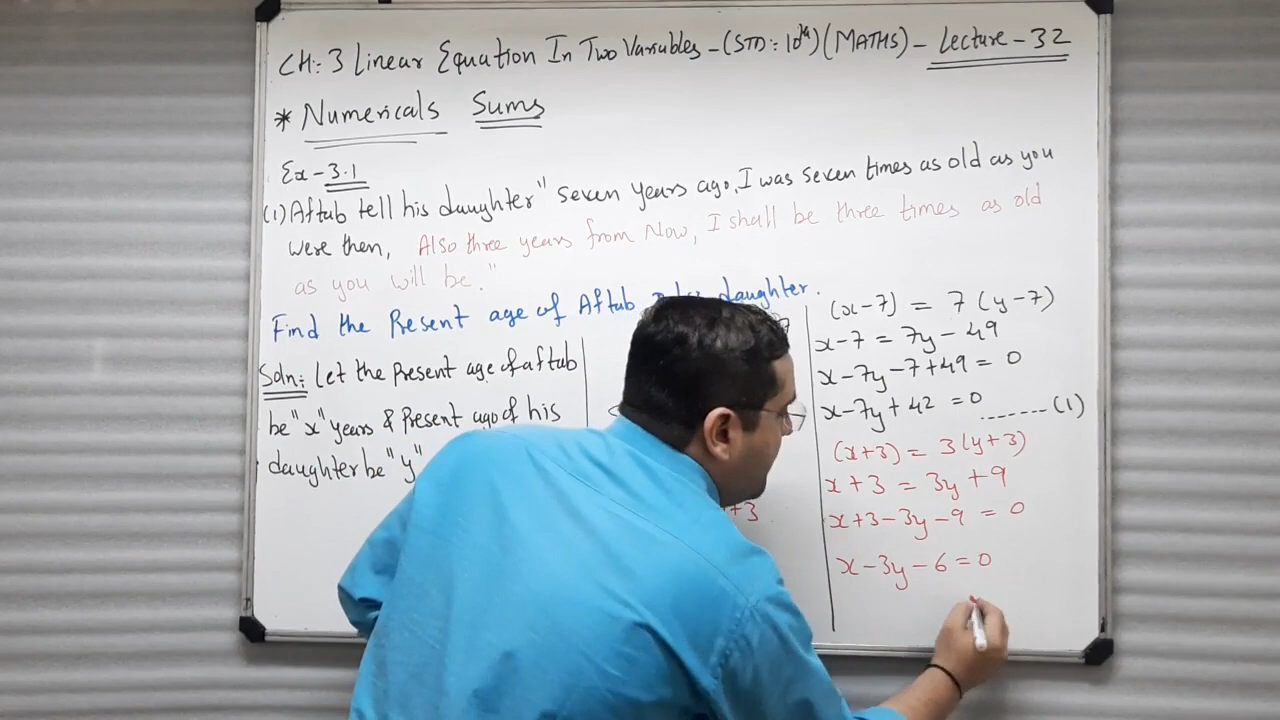 CH: 3 Linear Equation In Two Variables - (STD: 10th) (MATHS) - Lecture - 32
* Numericals Sums
Ex - 3.1
(1) Aftab tell his daughter" Seven years ago, I was seven times as old as you
were then, Also three years from Now, I shall be three times as old
as you will be."
Find the Present age of Aftab daughter.
Soln: Let the Present age of aftab
be "x" years & Present ago of his
daughter be "y"
+3
(x-7) = 7 (y-7)
x-7 = 7y - 49
x-7y-7+49 = 0
x-7y+42 = 0 ------- (1)
(x+3) = 3(y+3)
x+3 = 3y+9
x+3-3y-9 = 0
x-3y-6=0